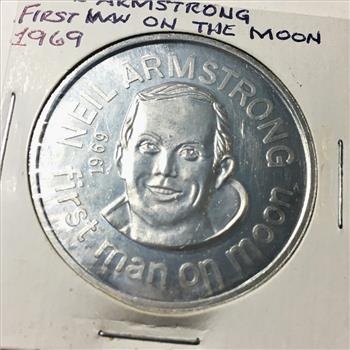 ARMSTRONG
FIRST MAN ON THE MOON
1969
NEIL ARMSTRONG
1969
first man on moon